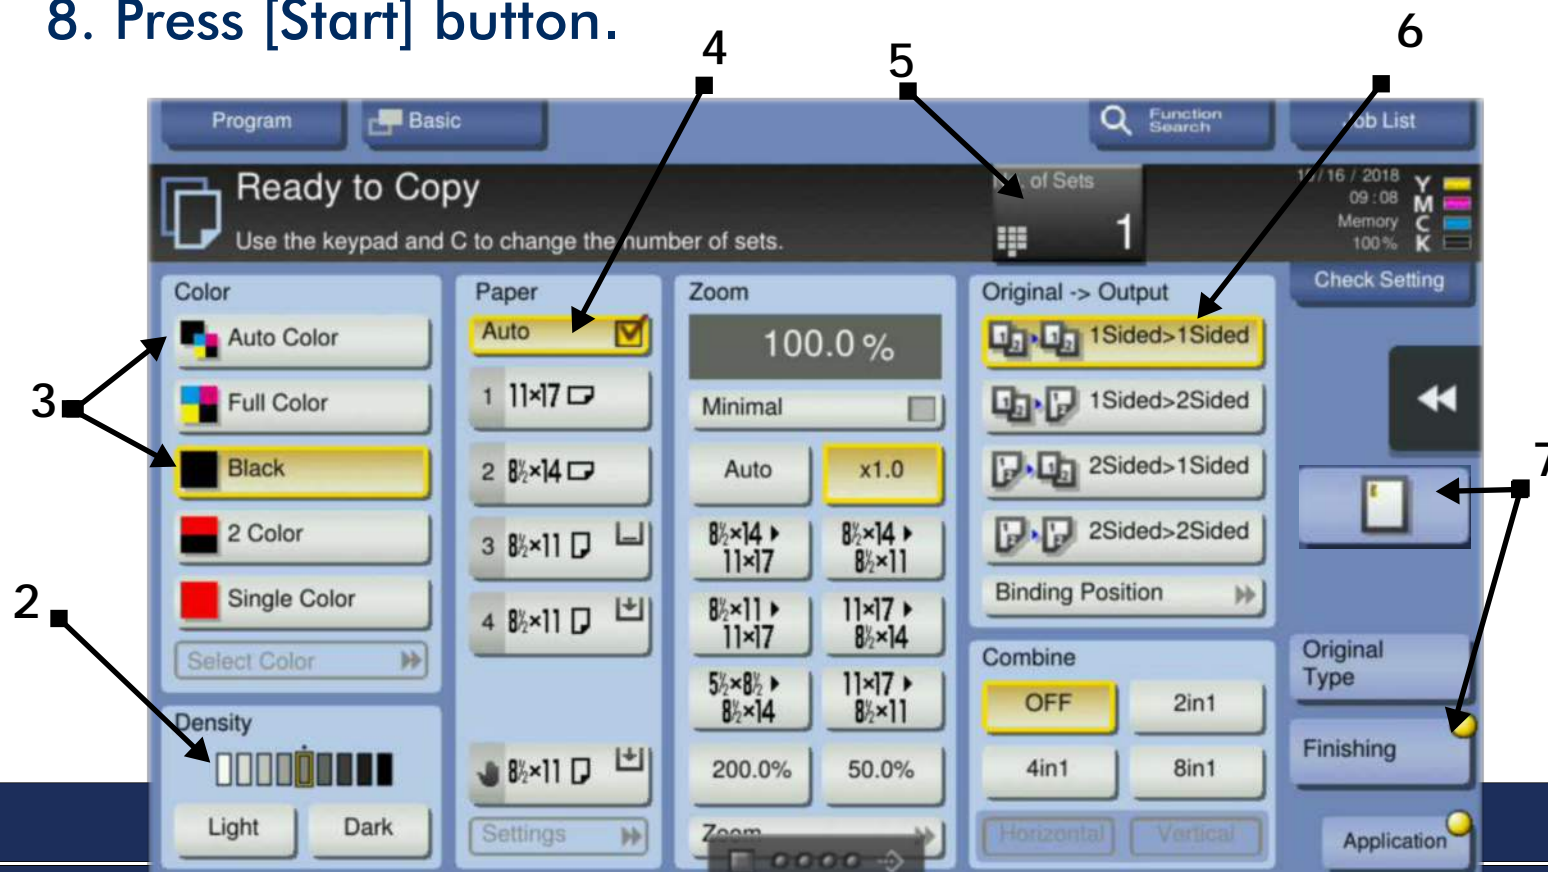 8. Press [Start] button.
4
5
6
Program
Basic
Function
Search
Job List
Ready to Copy
Use the keypad and C to change the number of sets.
of Sets
1
/ 16 / 2018
09 : 08
Memory
100 %
Y
M
C
K
Check Setting
Color
Auto Color
Full Color
Black
2 Color
Single Color
Select Color
3
2
Density
Light
Dark
Paper
Auto
1 11×17
2 8½×14
3 8½×11
4 8½×11
8½×11
Settings
Zoom
100.0 %
Minimal
Auto
x1.0
8½×14 ▸
11×17
8½×14 ▸
8½×11
8½×11 ▸
11×17
11×17 ▸
8½×14
5½×8½ ▸
8½×14
11×17 ▸
8½×11
200.0%
50.0%
Zoom
Original -> Output
1Sided>1Sided
1Sided>2Sided
2Sided>1Sided
2Sided>2Sided
Binding Position
Combine
OFF
2in1
4in1
8in1
Horizontal
Vertical
7
Original
Type
Finishing
Application